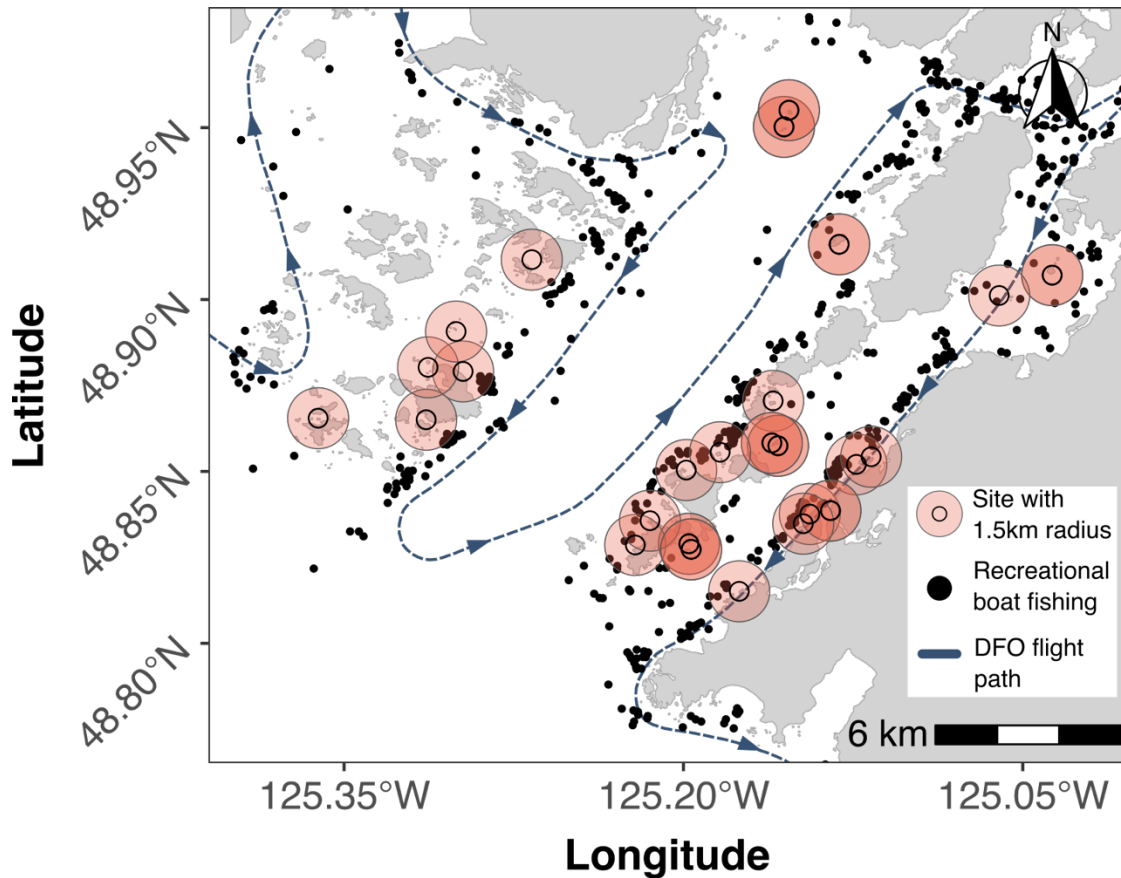 N
48.95°N
48.90°N
48.85°N
48.80°N
Latitude
Site with
1.5km radius
Recreational
boat fishing
DFO flight
path
6 km
125.35°W
125.20°W
125.05°W
Longitude